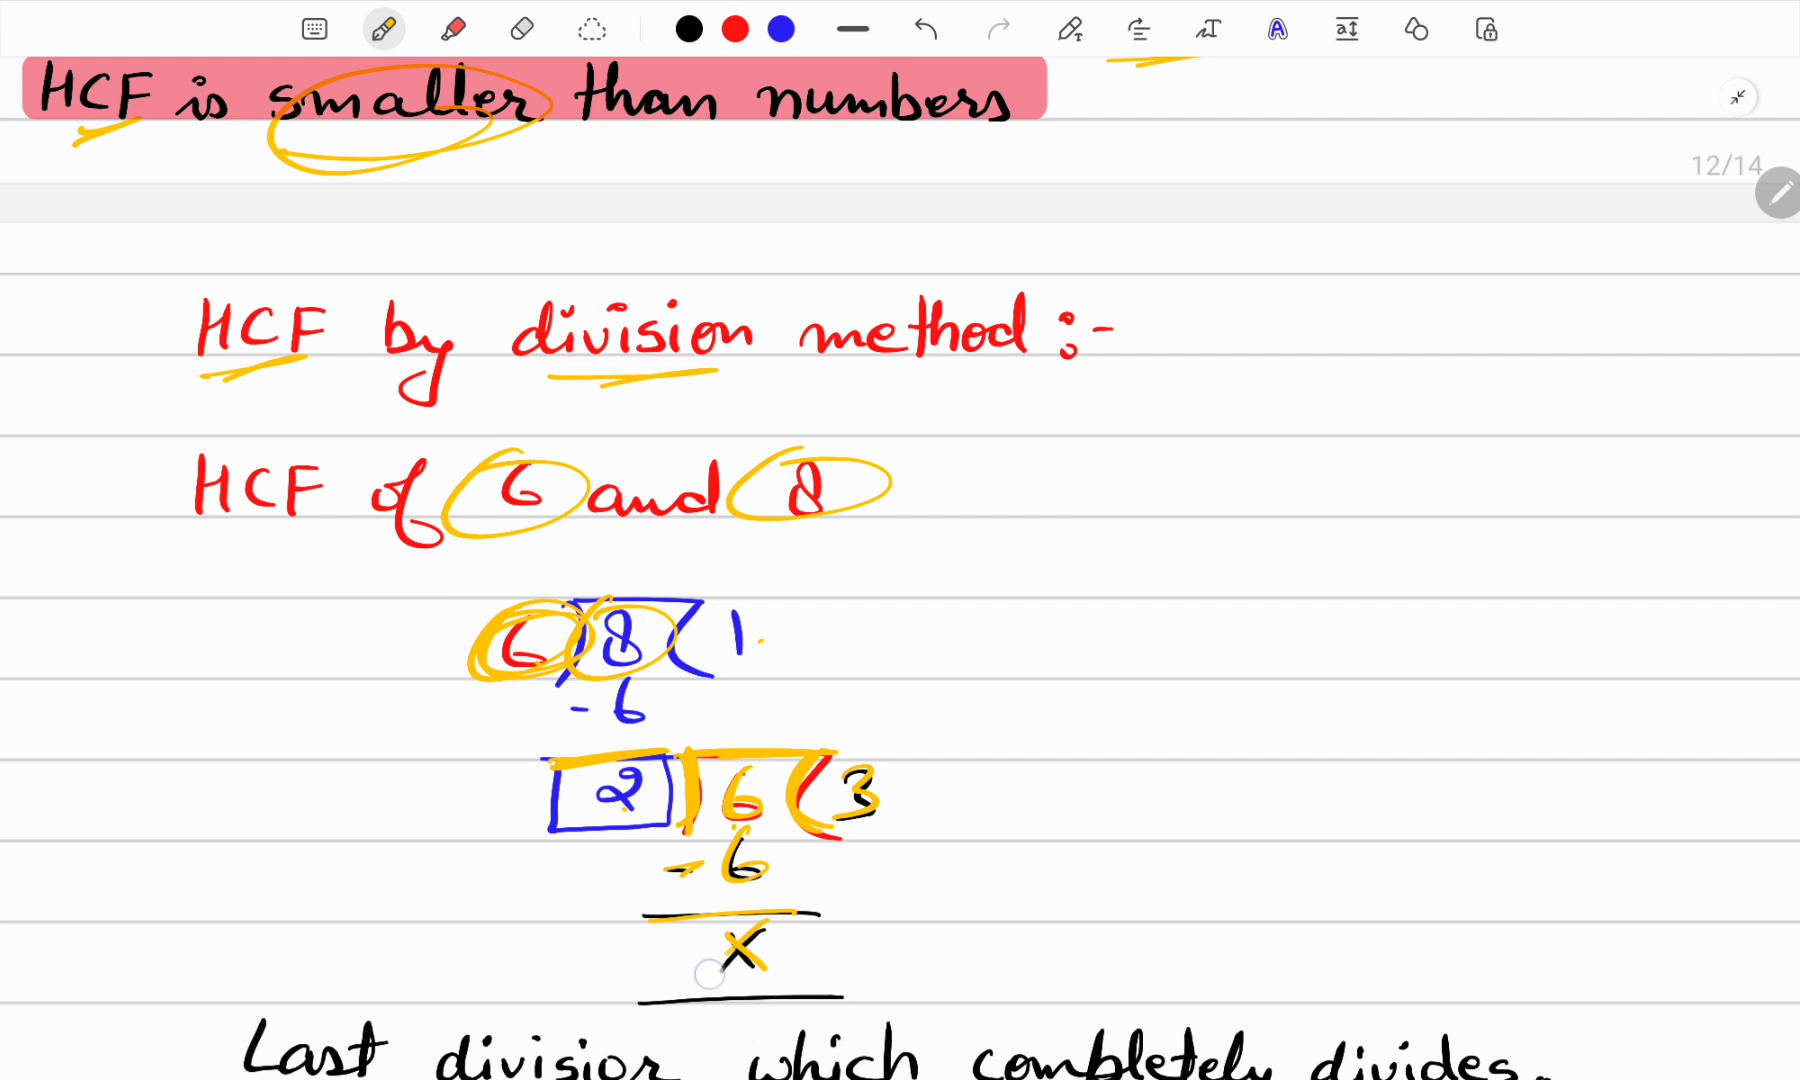 HCF is smaller than numbers
12/14
HCF by division method :-
HCF of 6 and 8
6) 8 ( 1
- 6
2) 6 ( 3
- 6
x
Last division which completely divides.